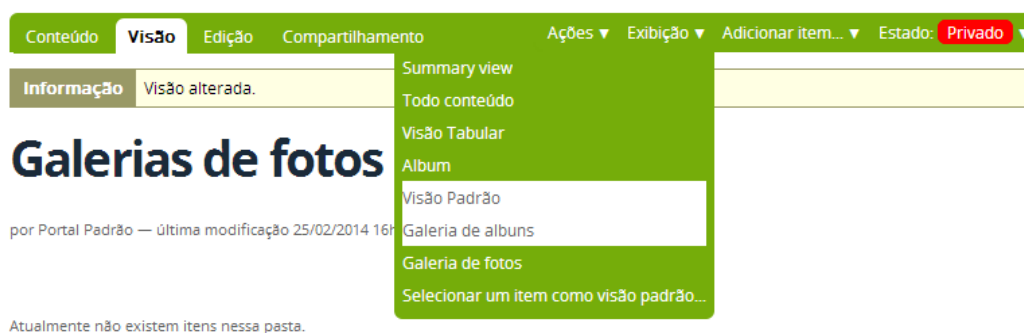 Conteúdo Visão Edição Compartilhamento Ações ▼ Exibição ▼ Adicionar item... ▼ Estado: Privado ▼
Summary view
Todo conteúdo
Visão Tabular
Album
Visão Padrão
Galeria de albuns
Galeria de fotos
Selecionar um item como visão padrão...
Informação Visão alterada.
Galerias de fotos
por Portal Padrão — última modificação 25/02/2014 16h
Atualmente não existem itens nessa pasta.